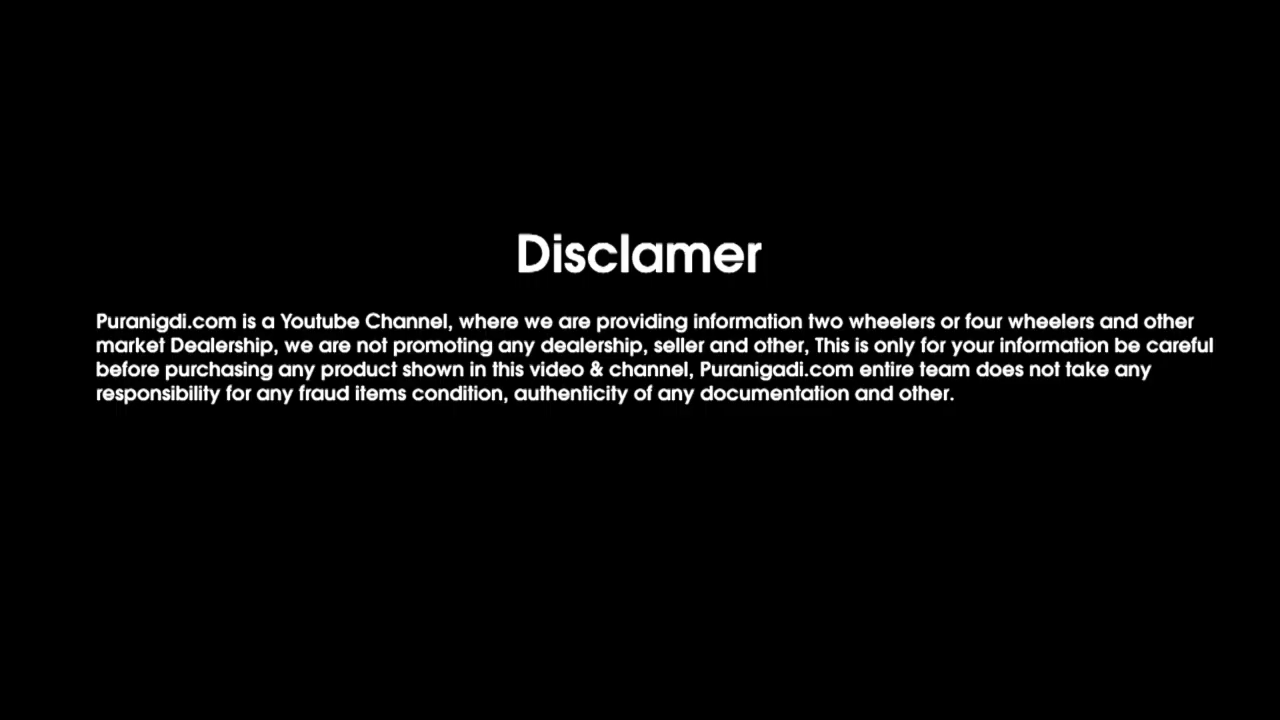 Disclamer
Puranigdi.com is a Youtube Channel, where we are providing information two wheelers or four wheelers and other
market Dealership, we are not promoting any dealership, seller and other, This is only for your information be careful
before purchasing any product shown in this video & channel, Puranigadi.com entire team does not take any
responsibility for any fraud items condition, authenticity of any documentation and other.